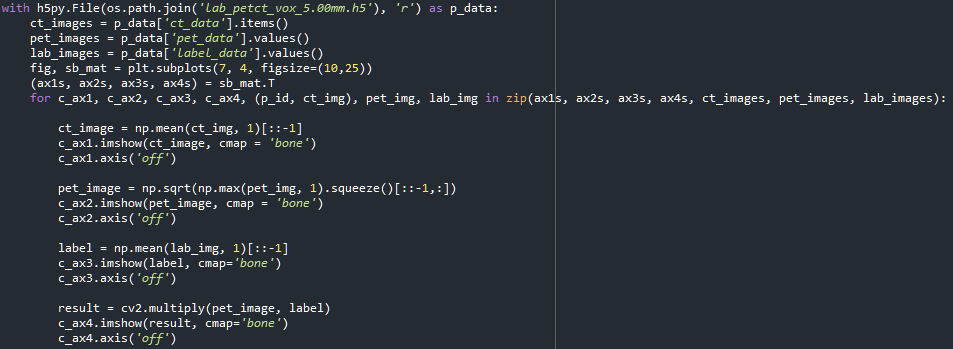 with h5py.File(os.path.join('lab_petct_vox_5.00mm.h5'), 'r') as p_data:
    ct_images = p_data['ct_data'].items()
    pet_images = p_data['pet_data'].values()
    lab_images = p_data['label_data'].values()
    fig, sb_mat = plt.subplots(7, 4, figsize=(10,25))
    (ax1s, ax2s, ax3s, ax4s) = sb_mat.T
    for c_ax1, c_ax2, c_ax3, c_ax4, (p_id, ct_img), pet_img, lab_img in zip(ax1s, ax2s, ax3s, ax4s, ct_images, pet_images, lab_images):
        ct_image = np.mean(ct_img, 1)[::-1]
        c_ax1.imshow(ct_image, cmap = 'bone')
        c_ax1.axis('off')
        pet_image = np.sqrt(np.max(pet_img, 1).squeeze()[::-1,:])
        c_ax2.imshow(pet_image, cmap = 'bone')
        c_ax2.axis('off')
        label = np.mean(lab_img, 1)[::-1]
        c_ax3.imshow(label, cmap='bone')
        c_ax3.axis('off')
        result = cv2.multiply(pet_image, label)
        c_ax4.imshow(result, cmap='bone')
        c_ax4.axis('off')